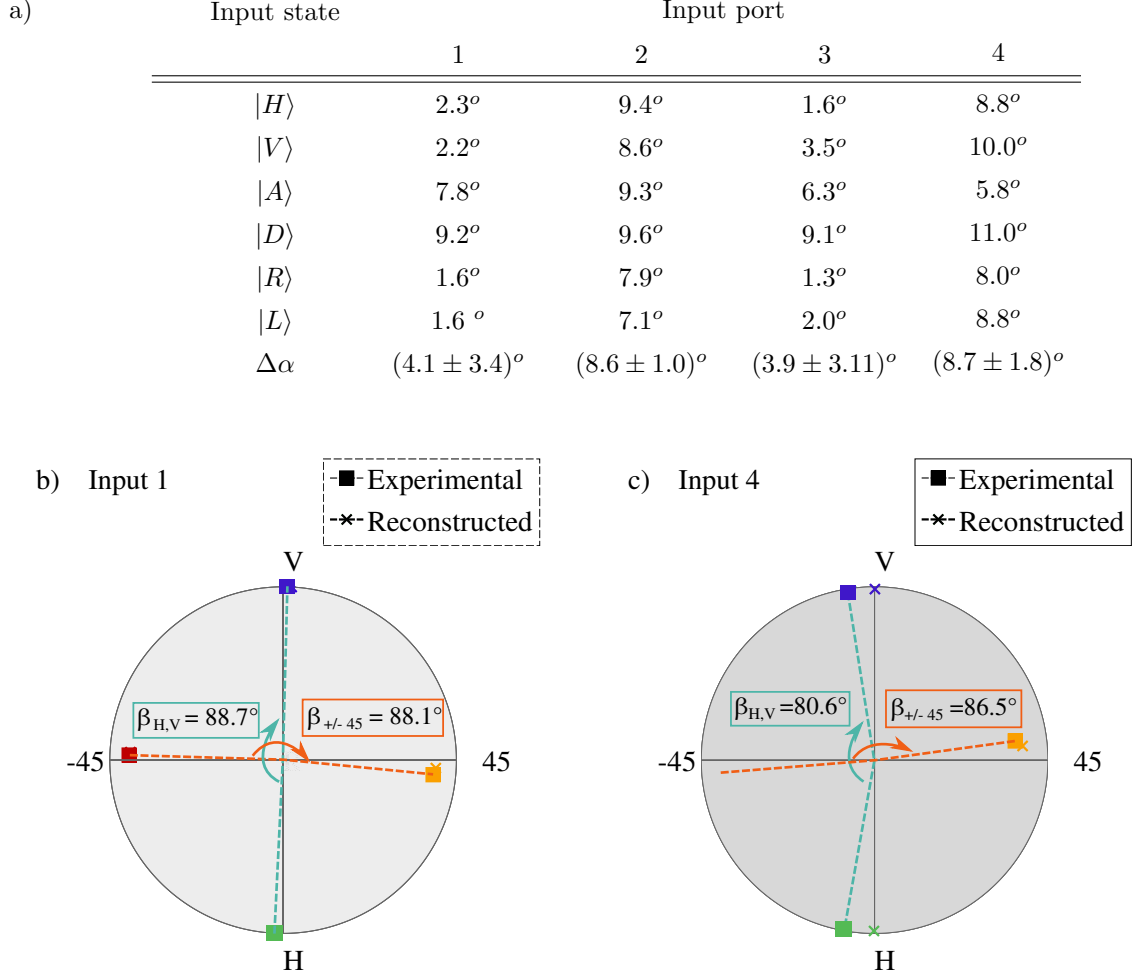 a) Input state Input port
1 2 3 4
|H⟩ 2.3° 9.4° 1.6° 8.8°
|V⟩ 2.2° 8.6° 3.5° 10.0°
|A⟩ 7.8° 9.3° 6.3° 5.8°
|D⟩ 9.2° 9.6° 9.1° 11.0°
|R⟩ 1.6° 7.9° 1.3° 8.0°
|L⟩ 1.6 ° 7.1° 2.0° 8.8°
Δα (4.1 ± 3.4)° (8.6 ± 1.0)° (3.9 ± 3.11)° (8.7 ± 1.8)°
b) Input 1
Experimental
Reconstructed
V
β H,V = 88.7°
β +/- 45 = 88.1°
-45
45
H
c) Input 4
Experimental
Reconstructed
V
β H,V =80.6°
β +/- 45 =86.5°
-45
45
H